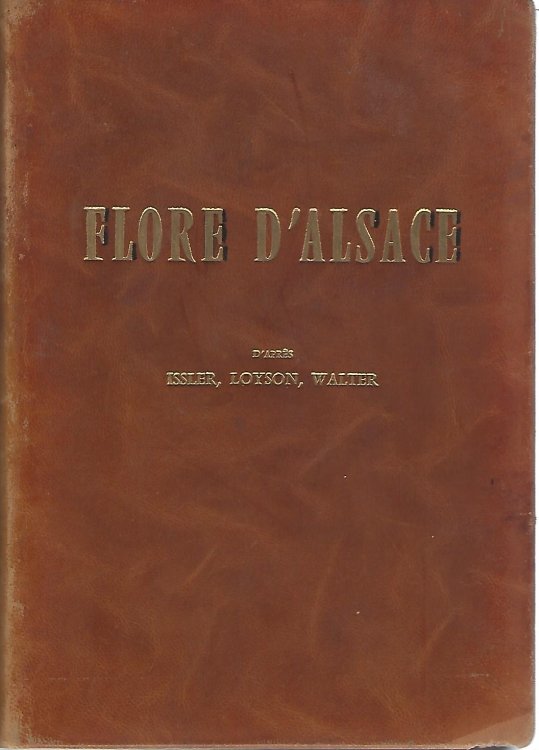 FLORE D'ALSACE
D'APRÈS
ISSLER, LOYSON, WALTER